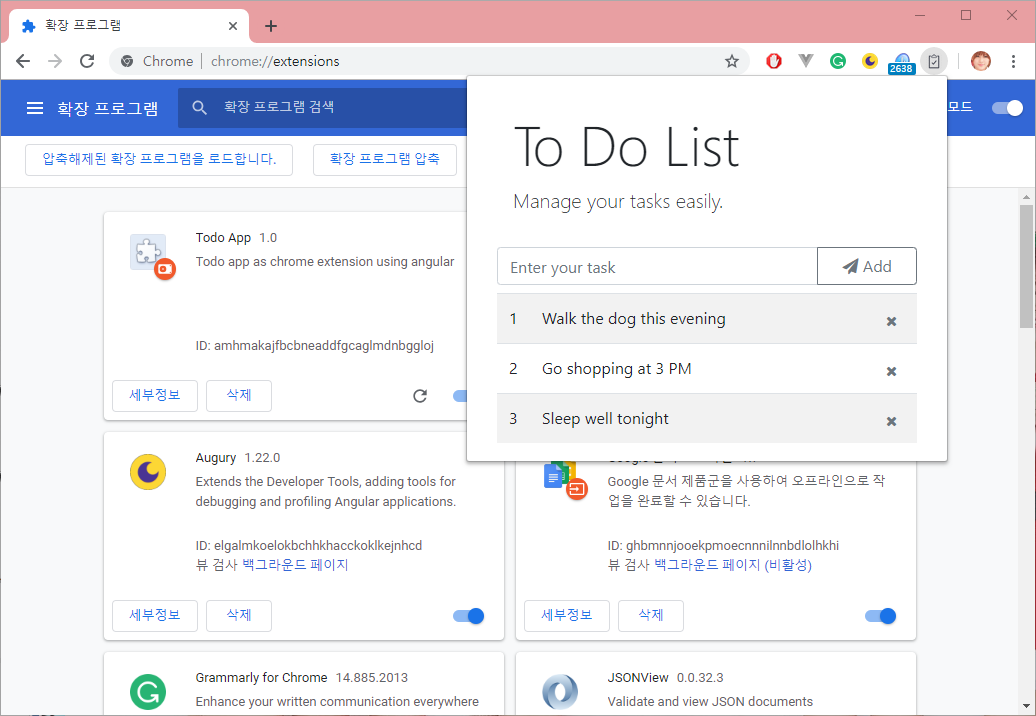 확장 프로그램
Chrome | chrome://extensions
2638
확장 프로그램
확장 프로그램 검색
모드
압축해제된 확장 프로그램을 로드합니다.
확장 프로그램 압축
To Do List
Manage your tasks easily.
Enter your task
Add
1 Walk the dog this evening
2 Go shopping at 3 PM
3 Sleep well tonight
Todo App 1.0
Todo app as chrome extension using angular
ID: amhmakajfbcbneaddfgcaglmdnbggloj
세부정보
삭제
Augury 1.22.0
Extends the Developer Tools, adding tools for
debugging and profiling Angular applications.
ID: elgalmkoelokbchhkhacckoklkejnhcd
뷰 검사 백그라운드 페이지
세부정보
삭제
Google 문서 제품군을 사용하여 오프라인으로 작
업을 완료할 수 있습니다.
ID: ghbmnnjooekpmoecnnnilnnbdlolhkhi
뷰 검사 백그라운드 페이지 (비활성)
세부정보
삭제
Grammarly for Chrome 14.885.2013
Enhance your written communication everywhere
JSONView 0.0.32.3
Validate and view JSON documents